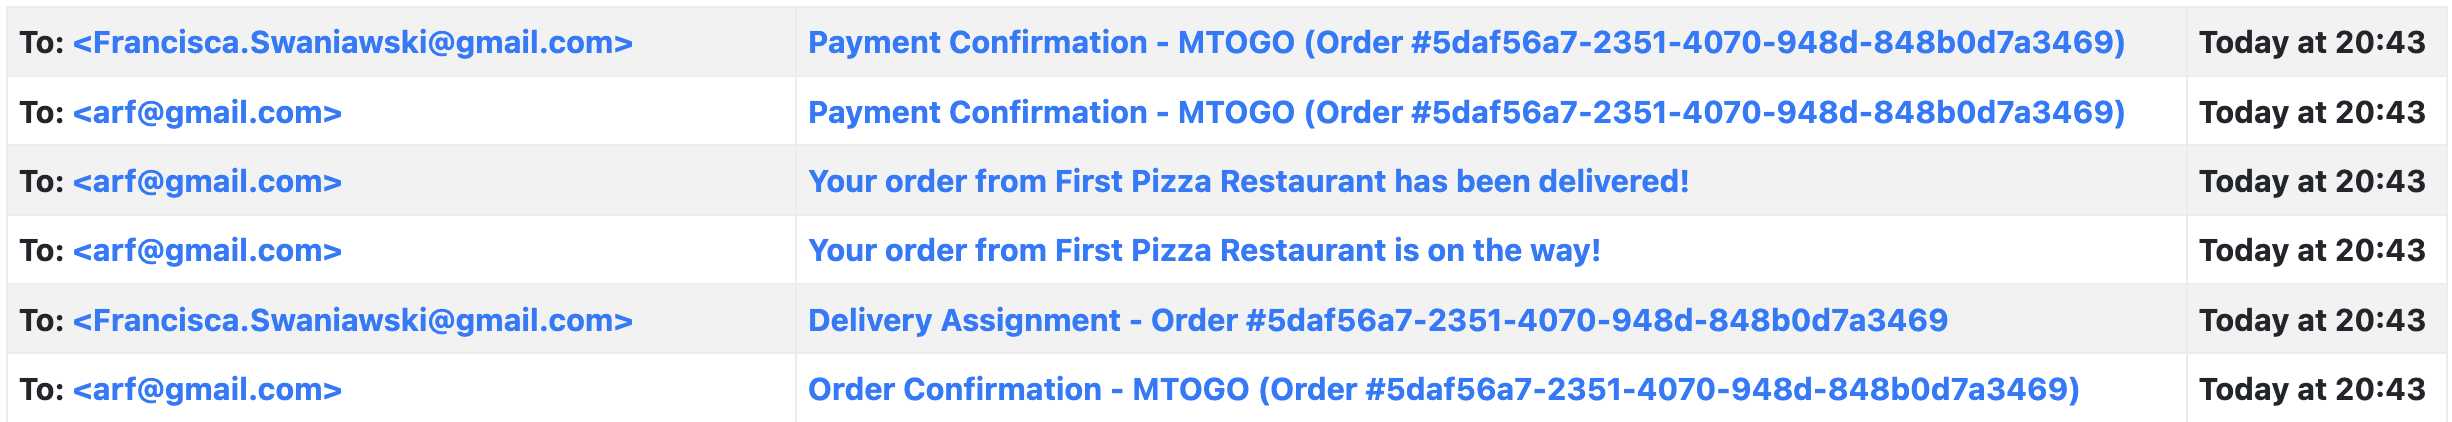 To: <Francisca.Swaniawski@gmail.com> Payment Confirmation - MTOGO (Order #5daf56a7-2351-4070-948d-848b0d7a3469) Today at 20:43
To: <arf@gmail.com> Payment Confirmation - MTOGO (Order #5daf56a7-2351-4070-948d-848b0d7a3469) Today at 20:43
To: <arf@gmail.com> Your order from First Pizza Restaurant has been delivered! Today at 20:43
To: <arf@gmail.com> Your order from First Pizza Restaurant is on the way! Today at 20:43
To: <Francisca.Swaniawski@gmail.com> Delivery Assignment - Order #5daf56a7-2351-4070-948d-848b0d7a3469 Today at 20:43
To: <arf@gmail.com> Order Confirmation - MTOGO (Order #5daf56a7-2351-4070-948d-848b0d7a3469) Today at 20:43